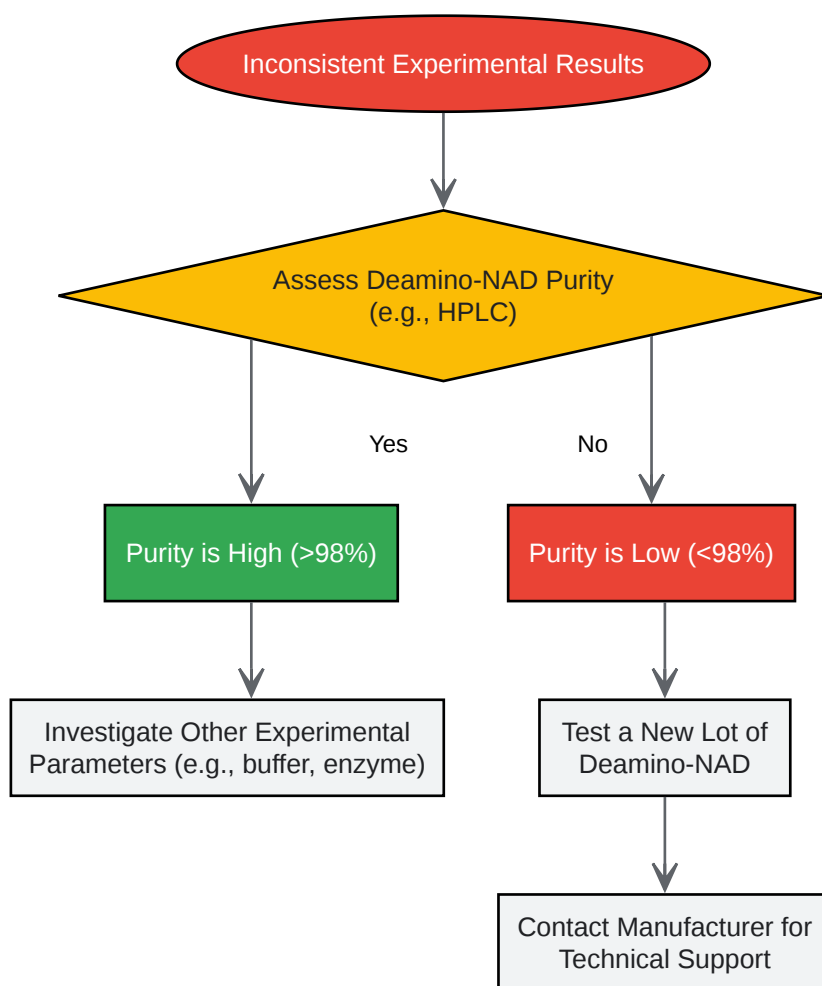 Inconsistent Experimental Results
Assess Deamino-NAD Purity
(e.g., HPLC)
Yes
No
Purity is High (>98%)
Purity is Low (<98%)
Investigate Other Experimental
Parameters (e.g., buffer, enzyme)
Test a New Lot of
Deamino-NAD
Contact Manufacturer for
Technical Support